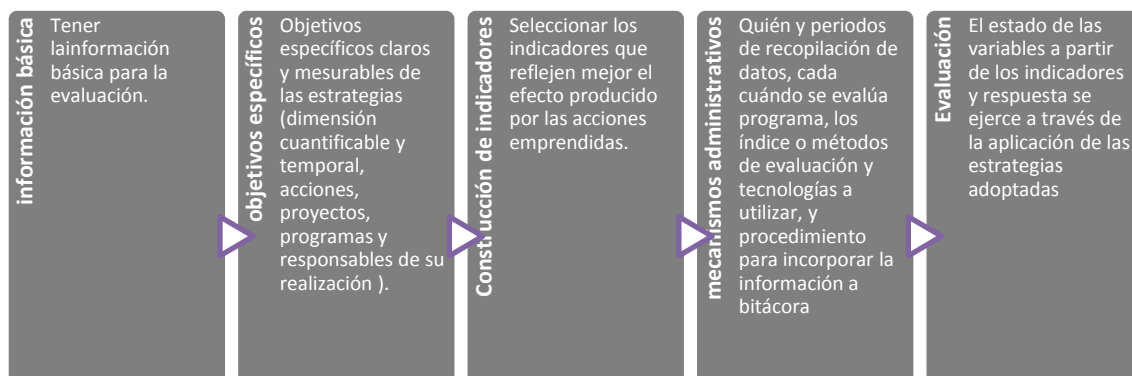 información básica
Tener
lainformación
básica para la
evaluación.
objetivos específicos
Objetivos
específicos claros
y mesurables de
las estrategias
(dimensión
cuantificable y
temporal,
acciones,
proyectos,
programas y
responsables de su
realización ).
Construcción de indicadores
Seleccionar los
indicadores que
reflejen mejor el
efecto producido
por las acciones
emprendidas.
mecanismos administrativos
Quién y periodos
de recopilación de
datos, cada
cuándo se evalúa
programa, los
índice o métodos
de evaluación y
tecnologías a
utilizar, y
procedimiento
para incorporar la
información a
bitácora
Evaluación
El estado de las
variables a partir
de los indicadores
y respuesta se
ejerce a través de
la aplicación de las
estrategias
adoptadas